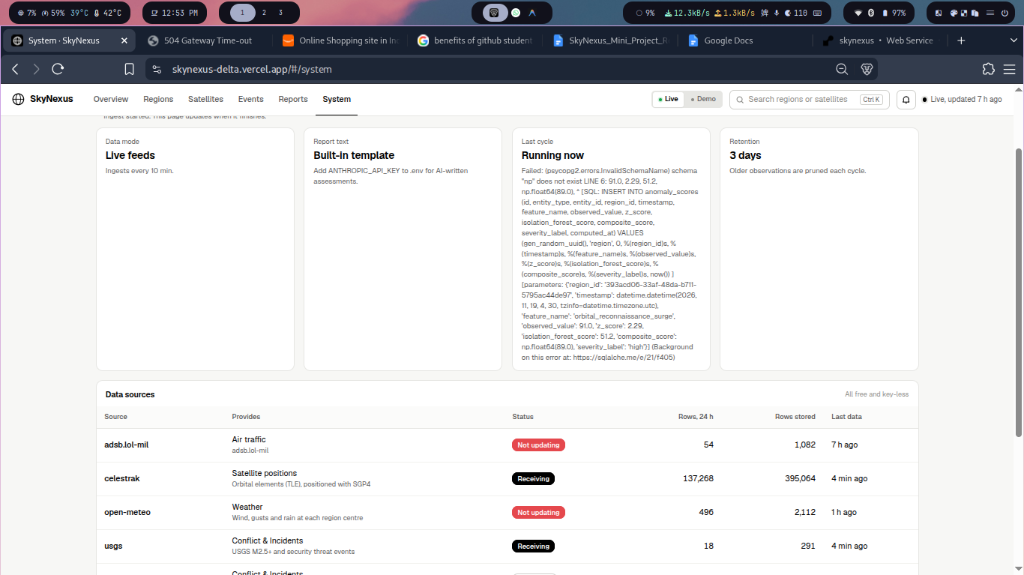 7% 59% 39°C 42°C 12:53 PM 1 2 3 9% 12.3kB/s 1.3kB/s 110 97%
System · SkyNexus 504 Gateway Time-out Online Shopping site in In G benefits of github student SkyNexus_Mini_Project_R Google Docs skynexus • Web Service
skynexus-delta.vercel.app/#/system
SkyNexus Overview Regions Satellites Events Reports System Live Demo Search regions or satellites Ctrl K Live, updated 7 h ago
Ingest started. This page updates when it finishes.
Data mode
Live feeds
Ingests every 10 min.
Report text
Built-in template
Add ANTHROPIC_API_KEY to .env for AI-written
assessments.
Last cycle
Running now
Failed: (psycopg2.errors.InvalidSchemaName) schema
"np" does not exist LINE 6: 91.0, 2.29, 51.2,
np.float64(89.0), ^ [SQL: INSERT INTO anomaly_scores
(id, entity_type, entity_id, region_id, timestamp,
feature_name, observed_value, z_score,
isolation_forest_score, composite_score,
severity_label, computed_at) VALUES
(gen_random_uuid(), 'region', 0, %(region_id)s, %
(timestamp)s, %(feature_name)s, %(observed_value)s,
%(z_score)s, %(isolation_forest_score)s, %
(composite_score)s, %(severity_label)s, now()) ]
[parameters: {'region_id': '393acd06-33af-48da-b711-
5795ac44de97', 'timestamp': datetime.datetime(2026,
11, 19, 4, 30, tzinfo=datetime.timezone.utc),
'feature_name': 'orbital_reconnaissance_surge',
'observed_value': 91.0, 'z_score': 2.29,
'isolation_forest_score': 51.2, 'composite_score':
np.float64(89.0), 'severity_label': 'high'}] (Background
on this error at: https://sqlalche.me/e/21/f405)
Retention
3 days
Older observations are pruned each cycle.
Data sources All free and key-less
Source Provides Status Rows, 24 h Rows stored Last data
adsb.lol-mil Air traffic Not updating 54 1,082 7 h ago
adsb.lol-mil
celestrak Satellite positions Receiving 137,268 395,064 4 min ago
Orbital elements (TLE), positioned with SGP4
open-meteo Weather Not updating 496 2,112 1 h ago
Wind, gusts and rain at each region centre
usgs Conflict & Incidents Receiving 18 291 4 min ago
USGS M2.5+ and security threat events
Conflict & Incidents